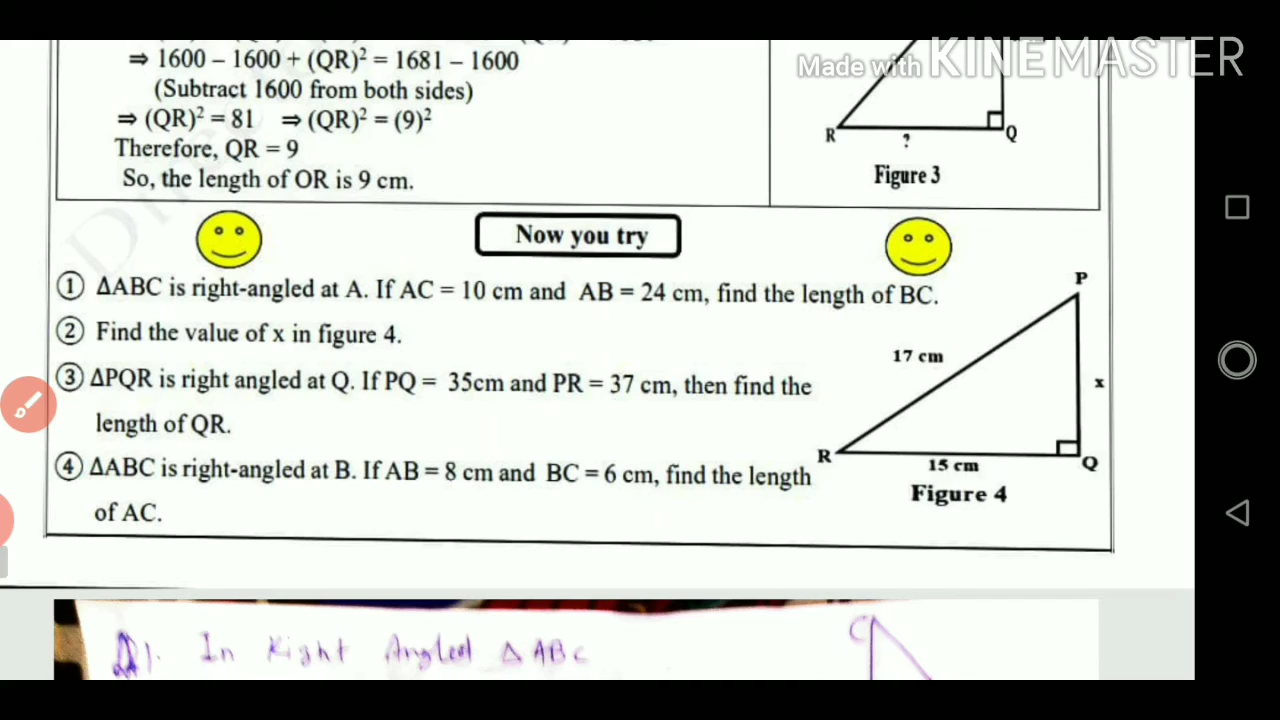 ⇒ 1600 – 1600 + (QR)² = 1681 – 1600
(Subtract 1600 from both sides)
⇒ (QR)² = 81 ⇒ (QR)² = (9)²
Therefore, QR = 9
So, the length of OR is 9 cm.
Made with KINEMASTER
R
?
Q
Figure 3
Now you try
① ΔABC is right-angled at A. If AC = 10 cm and AB = 24 cm, find the length of BC.
② Find the value of x in figure 4.
③ ΔPQR is right angled at Q. If PQ = 35cm and PR = 37 cm, then find the
length of QR.
④ ΔABC is right-angled at B. If AB = 8 cm and BC = 6 cm, find the length
of AC.
P
17 cm
x
R
15 cm
Q
Figure 4
Q1. In Right Angled Δ ABC
C